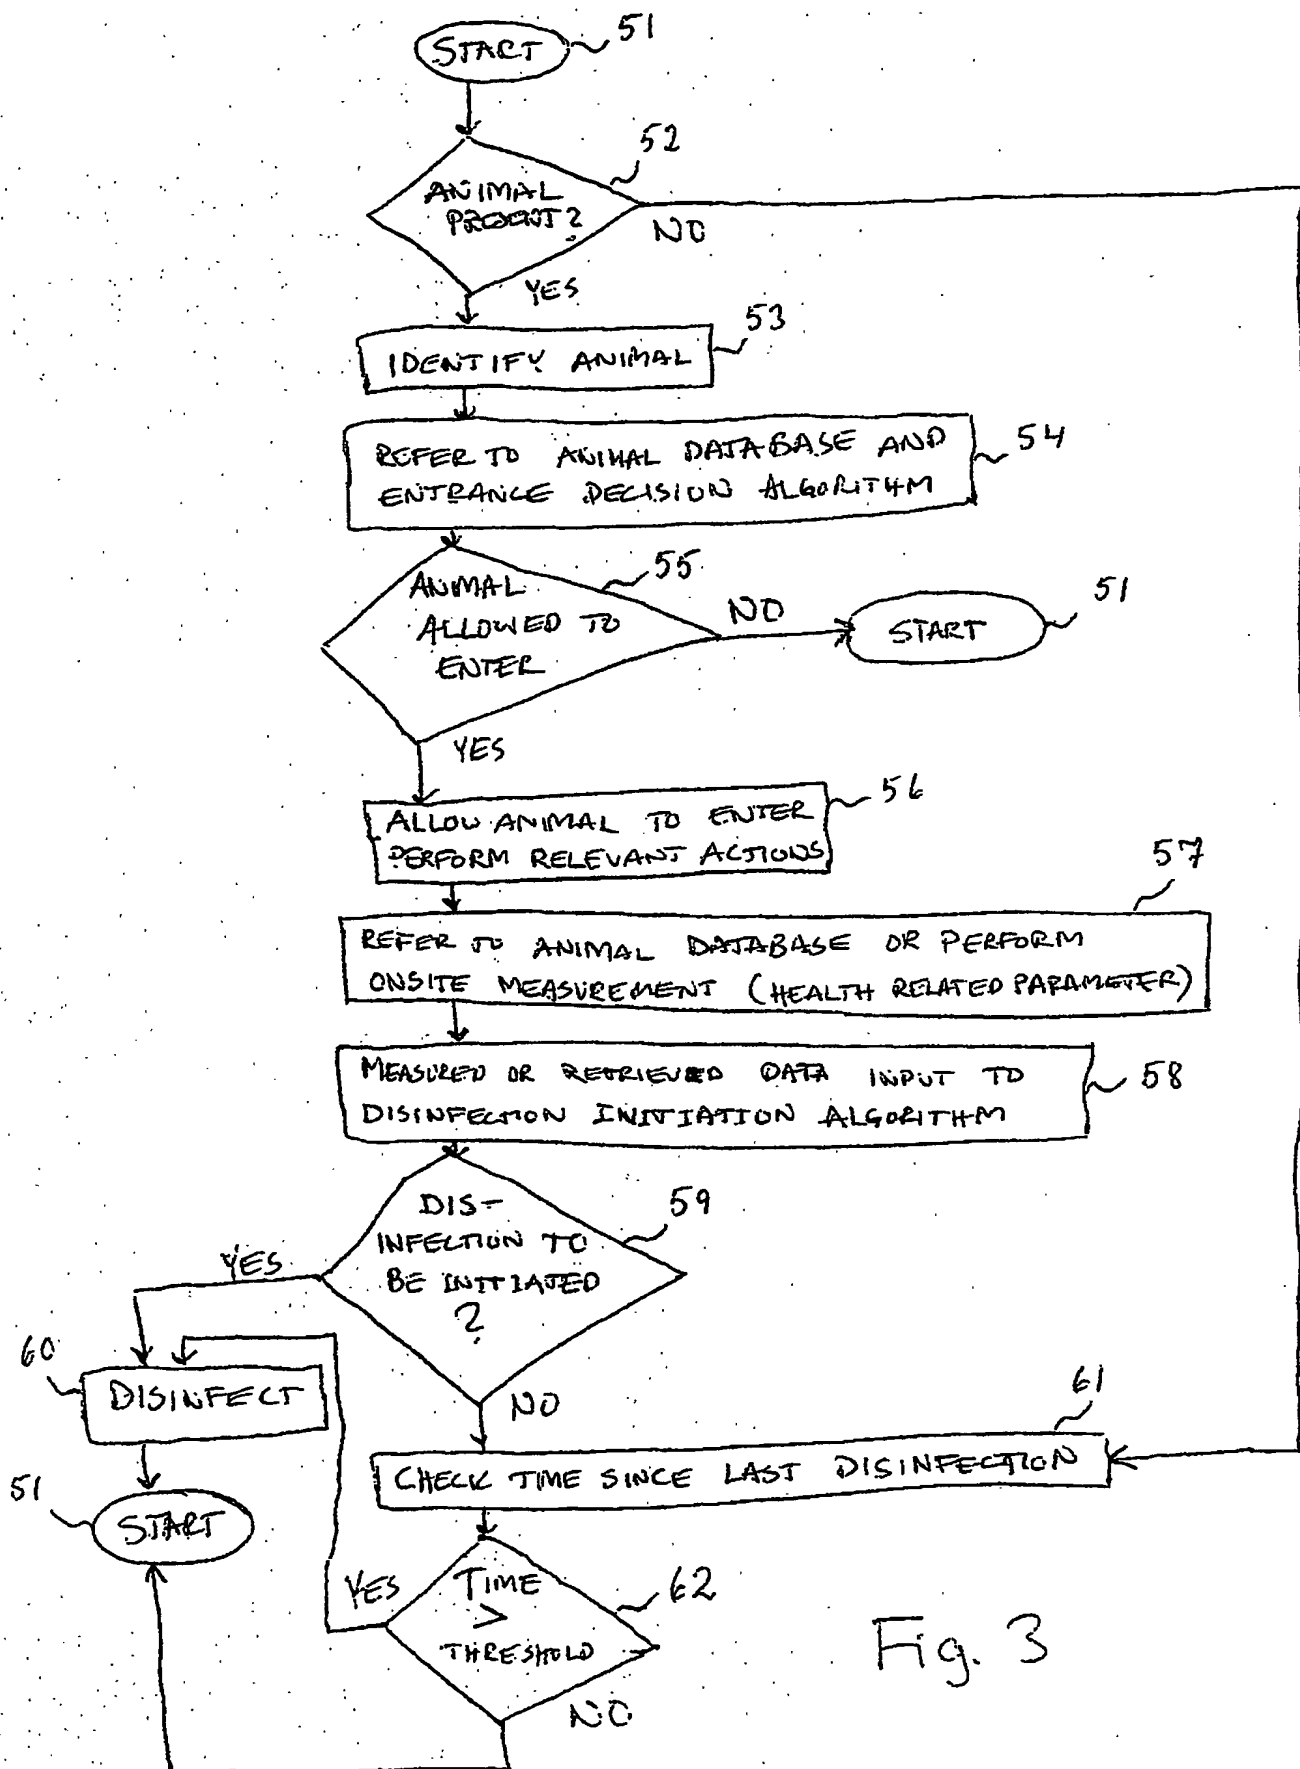 START
51
52
ANIMAL
PRESENT?
NO
YES
53
IDENTIFY ANIMAL
54
REFER TO ANIMAL DATABASE AND
ENTRANCE DECISION ALGORITHM
55
ANIMAL
ALLOWED TO
ENTER
NO
START
51
YES
56
ALLOW ANIMAL TO ENTER
PERFORM RELEVANT ACTIONS
57
REFER TO ANIMAL DATABASE OR PERFORM
ONSITE MEASUREMENT (HEALTH RELATED PARAMETER)
MEASURED OR RETRIEVED DATA INPUT TO
DISINFECTION INITIATION ALGORITHM
58
59
DIS-
INFECTION TO
BE INITIATED
?
YES
60
DISINFECT
NO
61
CHECK TIME SINCE LAST DISINFECTION
51
START
YES
TIME
>
THRESHOLD
62
NO
Fig. 3